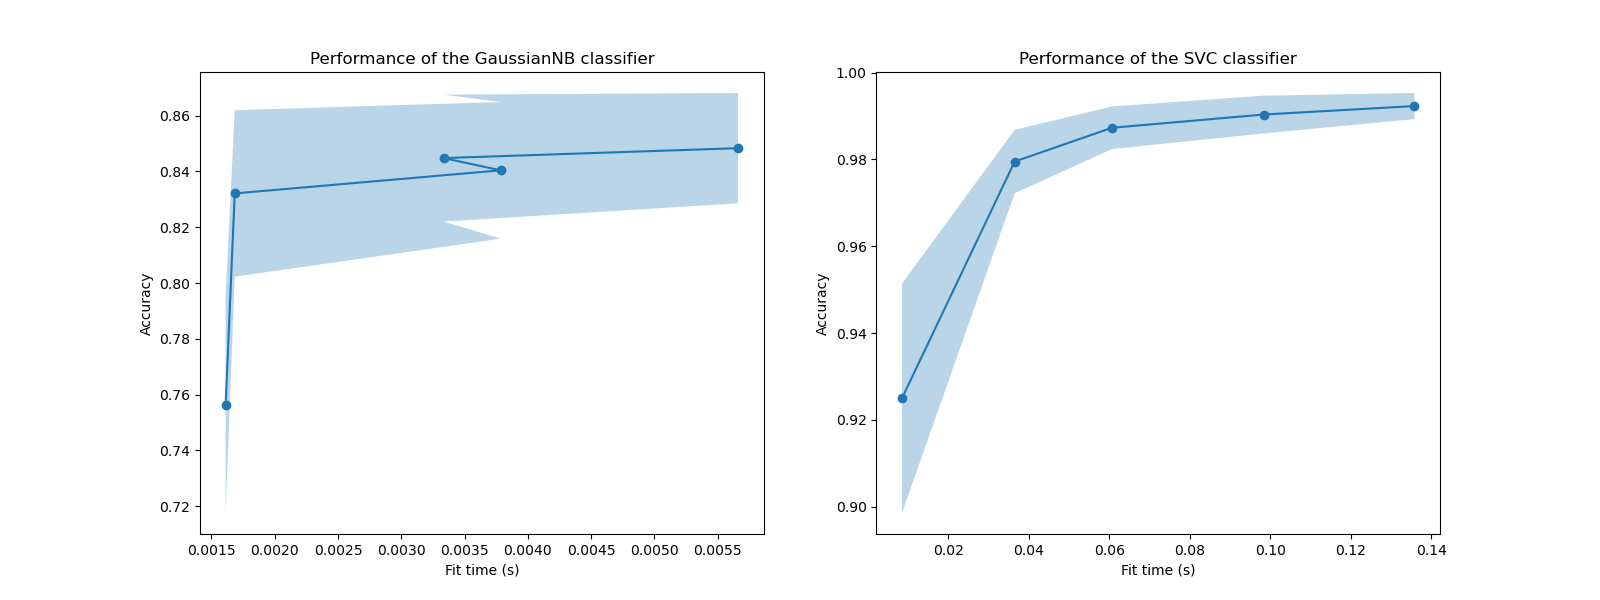 Performance of the GaussianNB classifier
Accuracy
0.86
0.84
0.82
0.80
0.78
0.76
0.74
0.72
0.0015 0.0020 0.0025 0.0030 0.0035 0.0040 0.0045 0.0050 0.0055
Fit time (s)
Performance of the SVC classifier
Accuracy
1.00
0.98
0.96
0.94
0.92
0.90
0.02 0.04 0.06 0.08 0.10 0.12 0.14
Fit time (s)